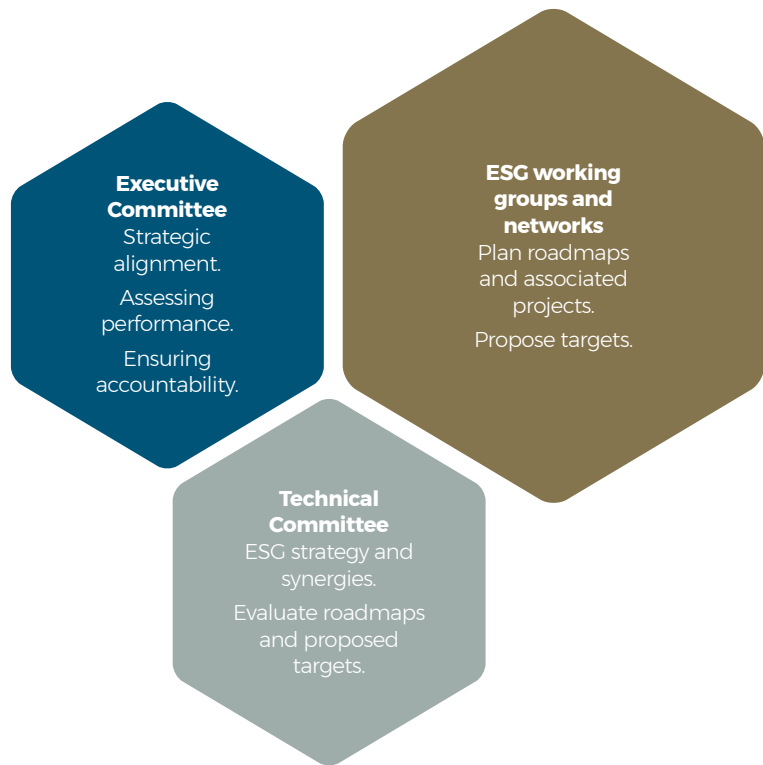 Executive
Committee
Strategic
alignment.
Assessing
performance.
Ensuring
accountability.
ESG working
groups and
networks
Plan roadmaps
and associated
projects.
Propose targets.
Technical
Committee
ESG strategy and
synergies.
Evaluate roadmaps
and proposed
targets.